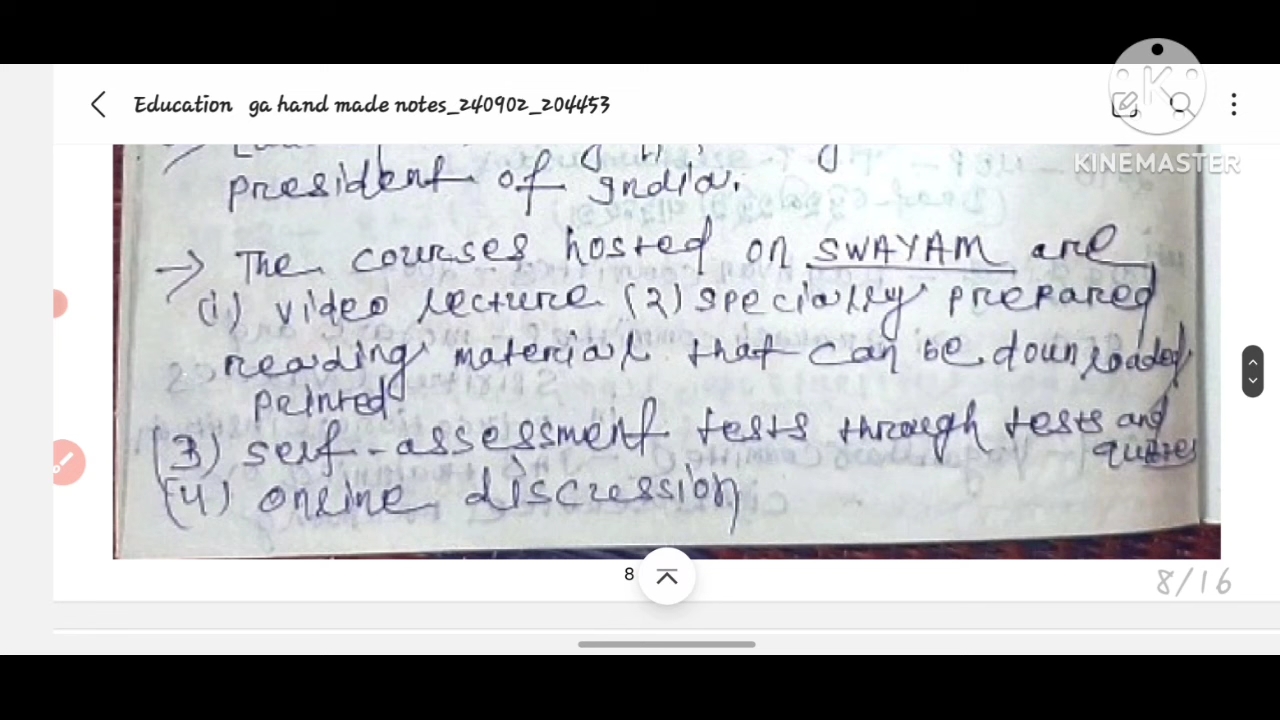 Education ga hand made notes_240902_204453
KINEMASTER
president of India.
→ The courses hosted on SWAYAM are
(1) video lecture (2) specially prepared
reading material that can be downloaded
printed
(3) self-assessment tests through tests and
quizzes
(4) online discression
8
8/16